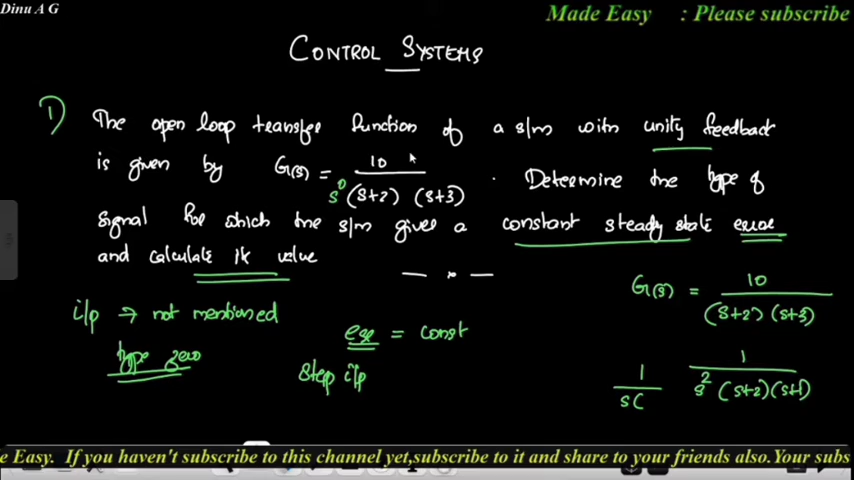 Dinu A G
Made Easy : Please subscribe
CONTROL SYSTEMS
1) The open loop transfer function of a s/m with unity feedback
is given by G(s) = 10 / s⁰ (s+2) (s+3) . Determine the type of
signal for which the s/m gives a constant steady state error
and calculate its value
i/p → not mentioned
type zero
ess = const
step i/p
G(s) = 10 / (s+2) (s+3)
1 / s(
1 / s² (s+2)(s+1)
e Easy. If you haven't subscribe to this channel yet,subscribe to it and share to your friends also.Your subs